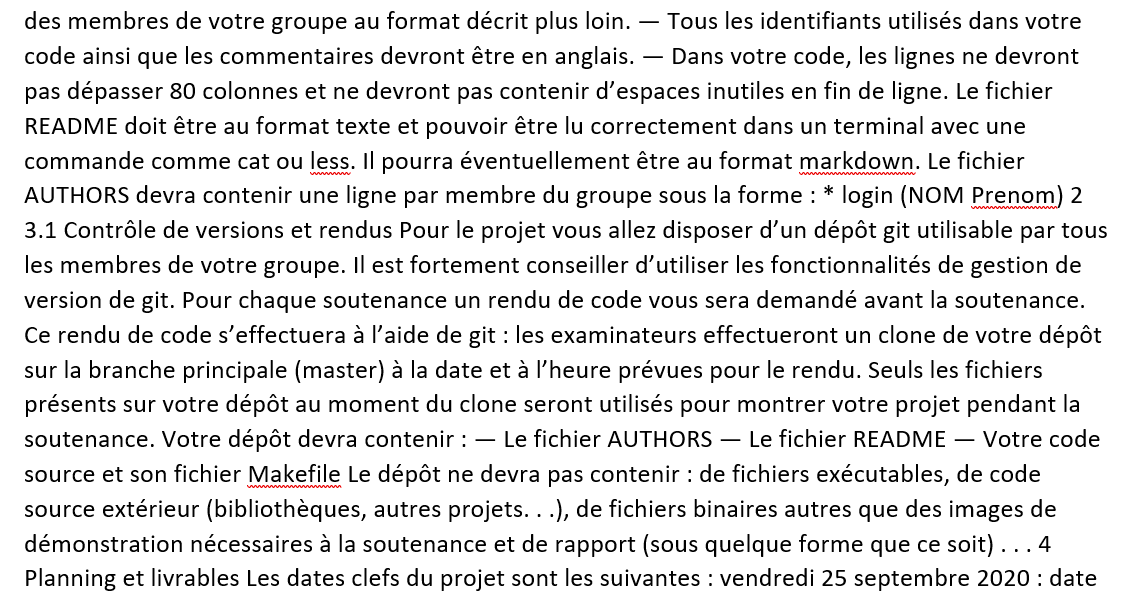 des membres de votre groupe au format décrit plus loin. — Tous les identifiants utilisés dans votre
code ainsi que les commentaires devront être en anglais. — Dans votre code, les lignes ne devront
pas dépasser 80 colonnes et ne devront pas contenir d’espaces inutiles en fin de ligne. Le fichier
README doit être au format texte et pouvoir être lu correctement dans un terminal avec une
commande comme cat ou less. Il pourra éventuellement être au format markdown. Le fichier
AUTHORS devra contenir une ligne par membre du groupe sous la forme : * login (NOM Prenom) 2
3.1 Contrôle de versions et rendus Pour le projet vous allez disposer d’un dépôt git utilisable par tous
les membres de votre groupe. Il est fortement conseiller d’utiliser les fonctionnalités de gestion de
version de git. Pour chaque soutenance un rendu de code vous sera demandé avant la soutenance.
Ce rendu de code s’effectuera à l’aide de git : les examinateurs effectueront un clone de votre dépôt
sur la branche principale (master) à la date et à l’heure prévues pour le rendu. Seuls les fichiers
présents sur votre dépôt au moment du clone seront utilisés pour montrer votre projet pendant la
soutenance. Votre dépôt devra contenir : — Le fichier AUTHORS — Le fichier README — Votre code
source et son fichier Makefile Le dépôt ne devra pas contenir : de fichiers exécutables, de code
source extérieur (bibliothèques, autres projets. . .), de fichiers binaires autres que des images de
démonstration nécessaires à la soutenance et de rapport (sous quelque forme que ce soit) . . . 4
Planning et livrables Les dates clefs du projet sont les suivantes : vendredi 25 septembre 2020 : date